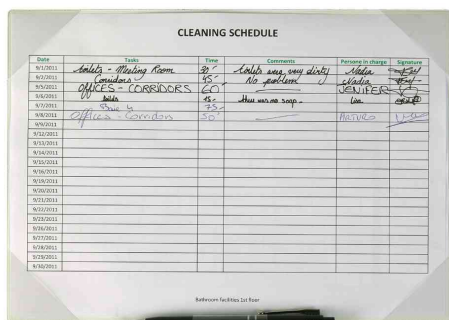 CLEANING SCHEDULE
Date Tasks Time Comments Persone in charge Signature
9/1/2011 toilets - Meeting Room 30' toilets are very dirty Nadia
9/2/2011 Corridors 45' No problem Nadia
9/5/2011 OFFICES - CORRIDORS 60' JENIFER
9/6/2011 toilets 15' there was no soap. Lisa
9/7/2011 75'
9/8/2011 Offices - Corridors 50' ARTURO
9/9/2011
9/12/2011
9/13/2011
9/14/2011
9/15/2011
9/16/2011
9/19/2011
9/20/2011
9/21/2011
9/22/2011
9/23/2011
9/26/2011
9/27/2011
9/28/2011
9/29/2011
9/30/2011
Bathroom facilities 1st floor